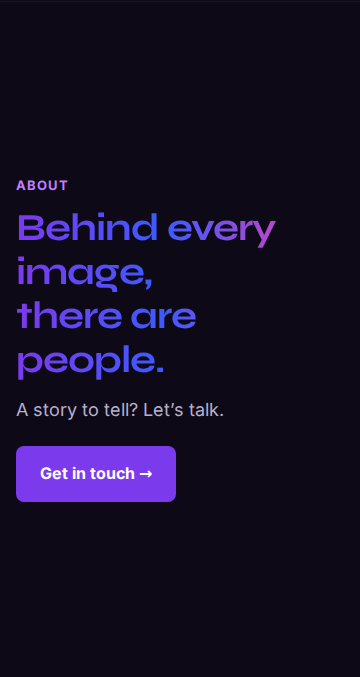 ABOUT
Behind every
image,
there are
people.
A story to tell? Let’s talk.
Get in touch →